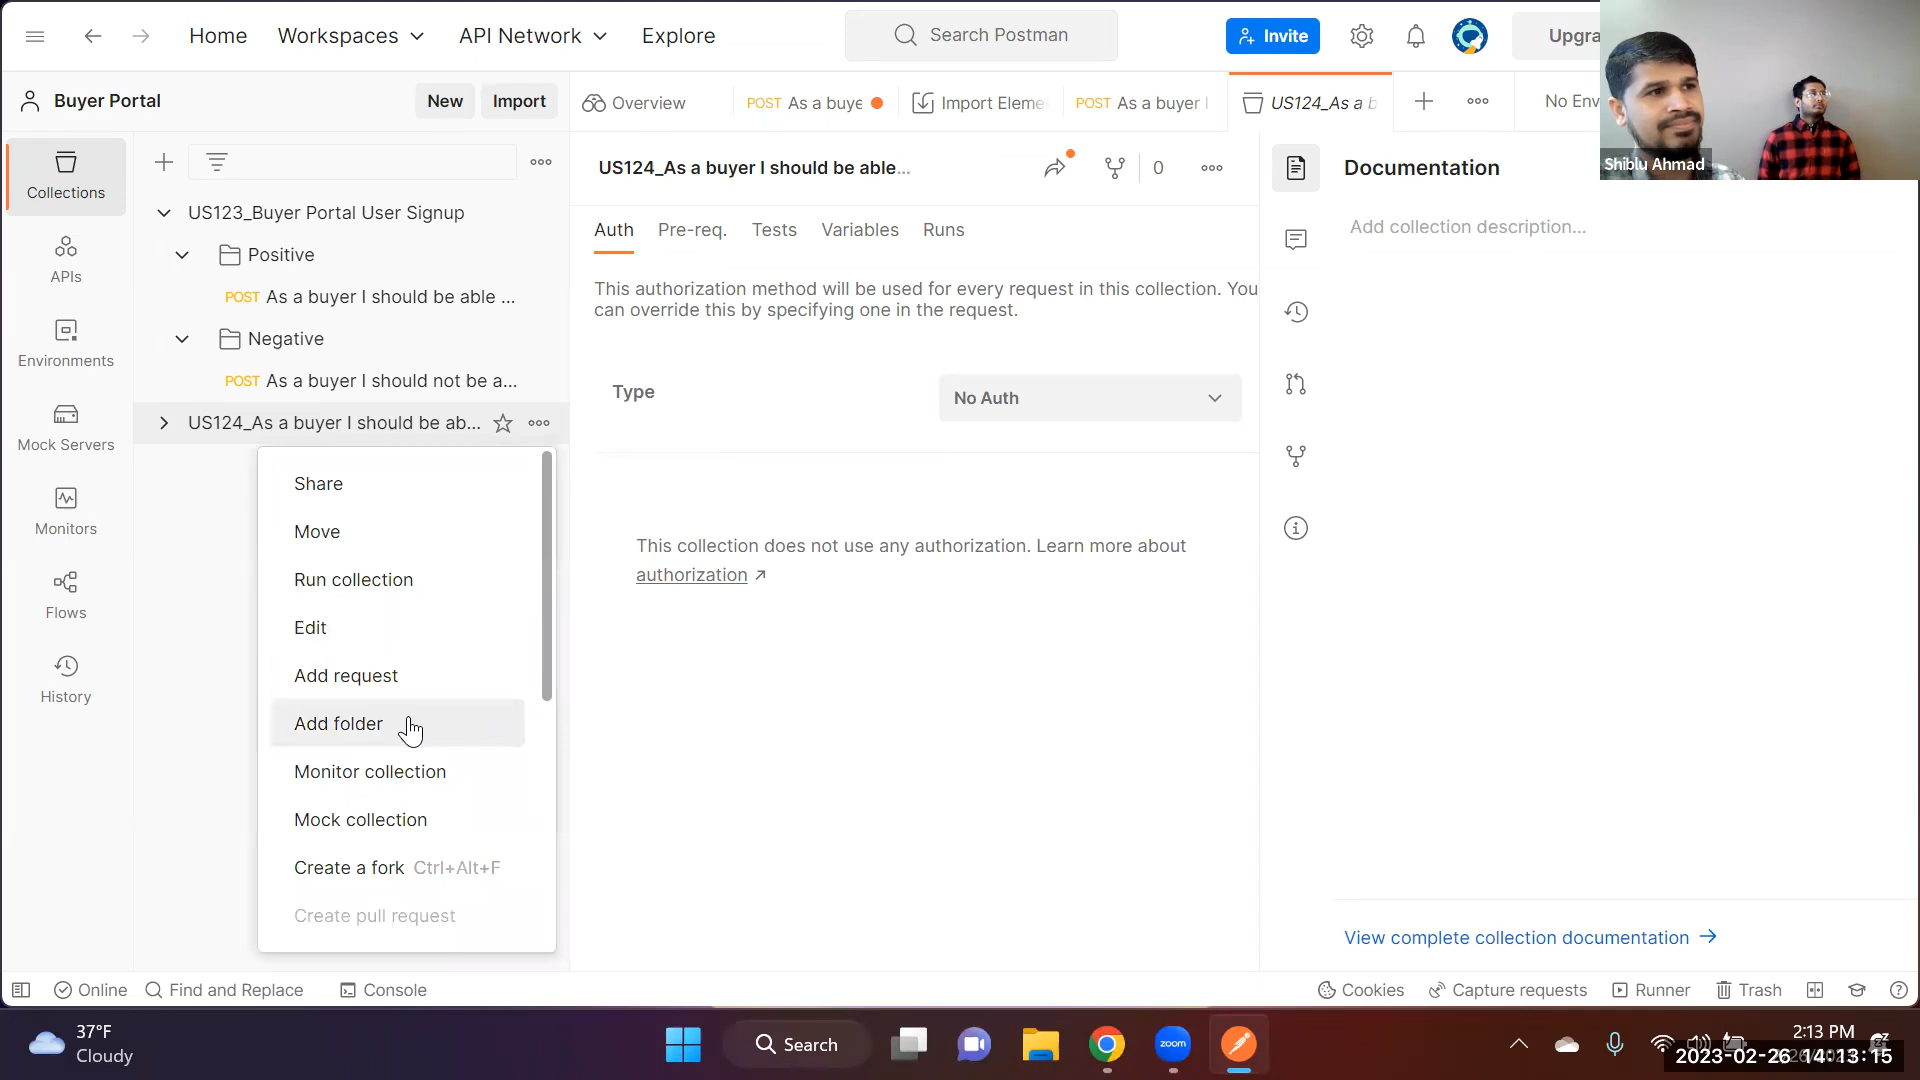 Home Workspaces API Network Explore Search Postman Invite Upgra
Buyer Portal New Import Overview POST As a buye Import Eleme POST As a buyer US124_As a b No Env
Shiblu Ahmad
Collections
APIs
Environments
Mock Servers
Monitors
Flows
History
US123_Buyer Portal User Signup
Positive
POST As a buyer I should be able ...
Negative
POST As a buyer I should not be a...
US124_As a buyer I should be ab...
Share
Move
Run collection
Edit
Add request
Add folder
Monitor collection
Mock collection
Create a fork Ctrl+Alt+F
Create pull request
US124_As a buyer I should be able... 0
Auth Pre-req. Tests Variables Runs
This authorization method will be used for every request in this collection. You
can override this by specifying one in the request.
Type No Auth
This collection does not use any authorization. Learn more about
authorization
Documentation
Add collection description...
View complete collection documentation
Online Find and Replace Console Cookies Capture requests Runner Trash
37°F
Cloudy
Search
zoom
2:13 PM
2023-02-26 14:13:15